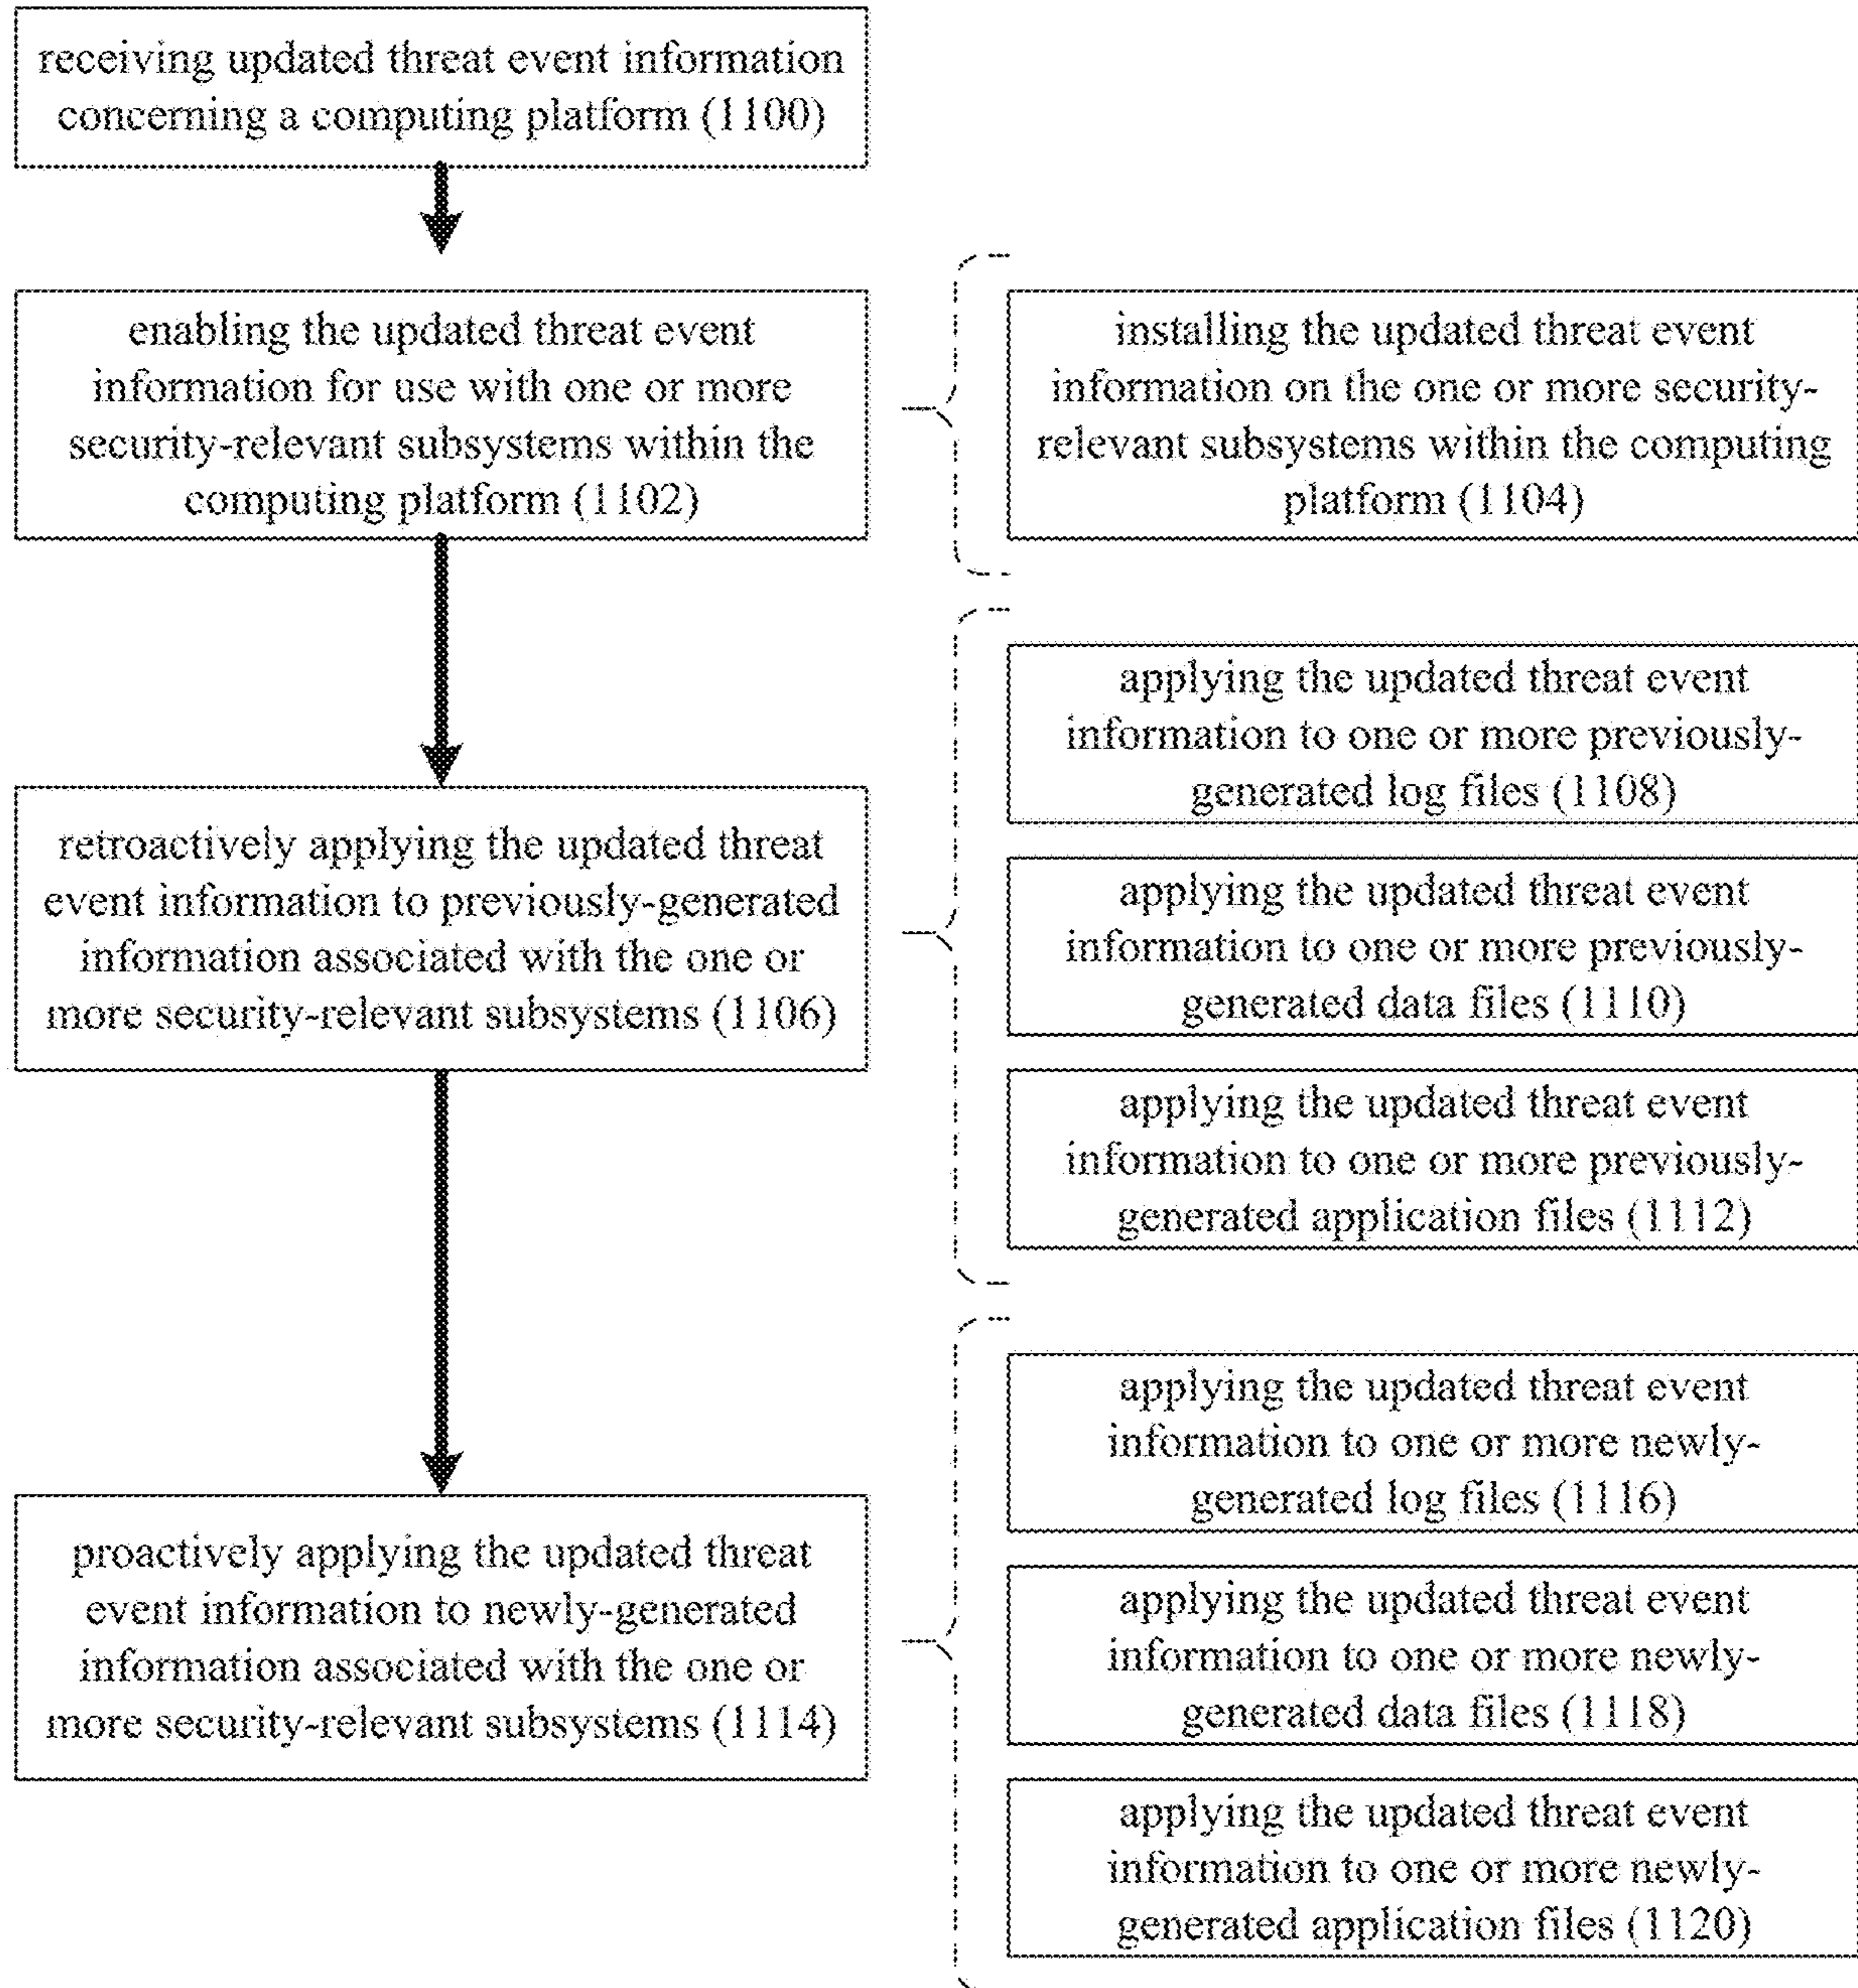 receiving updated threat event information
concerning a computing platform (1100)
enabling the updated threat event
information for use with one or more
security-relevant subsystems within the
computing platform (1102)
installing the updated threat event
information on the one or more security-
relevant subsystems within the computing
platform (1104)
retroactively applying the updated threat
event information to previously-generated
information associated with the one or
more security-relevant subsystems (1106)
applying the updated threat event
information to one or more previously-
generated log files (1108)
applying the updated threat event
information to one or more previously-
generated data files (1110)
applying the updated threat event
information to one or more previously-
generated application files (1112)
proactively applying the updated threat
event information to newly-generated
information associated with the one or
more security-relevant subsystems (1114)
applying the updated threat event
information to one or more newly-
generated log files (1116)
applying the updated threat event
information to one or more newly-
generated data files (1118)
applying the updated threat event
information to one or more newly-
generated application files (1120)